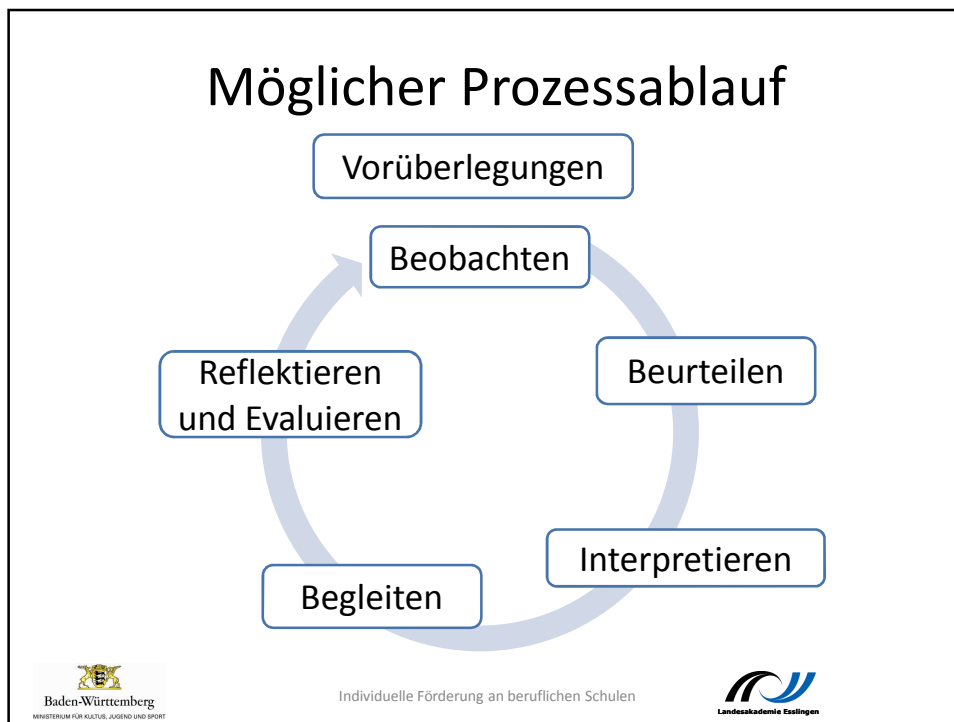 Möglicher Prozessablauf
Vorüberlegungen
Beobachten
Beurteilen
Interpretieren
Begleiten
Reflektieren
und Evaluieren
Baden-Württemberg
MINISTERIUM FÜR KULTUS, JUGEND UND SPORT
Individuelle Förderung an beruflichen Schulen
Landesakademie Esslingen